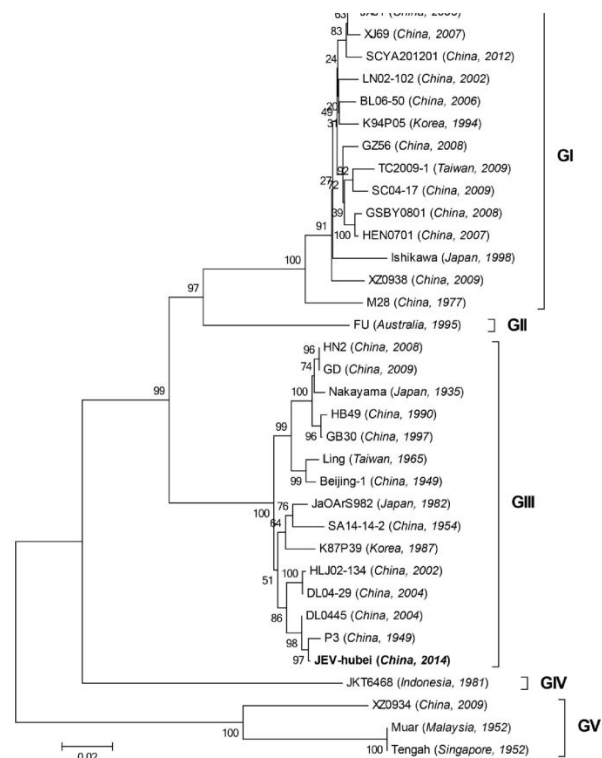 63
83
XJ69 (China, 2007)
SCYA201201 (China, 2012)
24
LN02-102 (China, 2002)
20
BL06-50 (China, 2006)
49
31
K94P05 (Korea, 1994)
GZ56 (China, 2008)
GI
92
TC2009-1 (Taiwan, 2009)
27
72
SC04-17 (China, 2009)
39
GSBY0801 (China, 2008)
91
100
HEN0701 (China, 2007)
Ishikawa (Japan, 1998)
100
XZ0938 (China, 2009)
97
M28 (China, 1977)
FU (Australia, 1995)
GII
96
HN2 (China, 2008)
74
GD (China, 2009)
99
100
Nakayama (Japan, 1935)
HB49 (China, 1990)
99
96
GB30 (China, 1997)
Ling (Taiwan, 1965)
99
Beijing-1 (China, 1949)
76
JaOArS982 (Japan, 1982)
GIII
100
64
SA14-14-2 (China, 1954)
K87P39 (Korea, 1987)
51
100
HLJ02-134 (China, 2002)
DL04-29 (China, 2004)
86
DL0445 (China, 2004)
98
P3 (China, 1949)
97
JEV-hubei (China, 2014)
JKT6468 (Indonesia, 1981)
GIV
XZ0934 (China, 2009)
100
Muar (Malaysia, 1952)
GV
100
Tengah (Singapore, 1952)
0.02